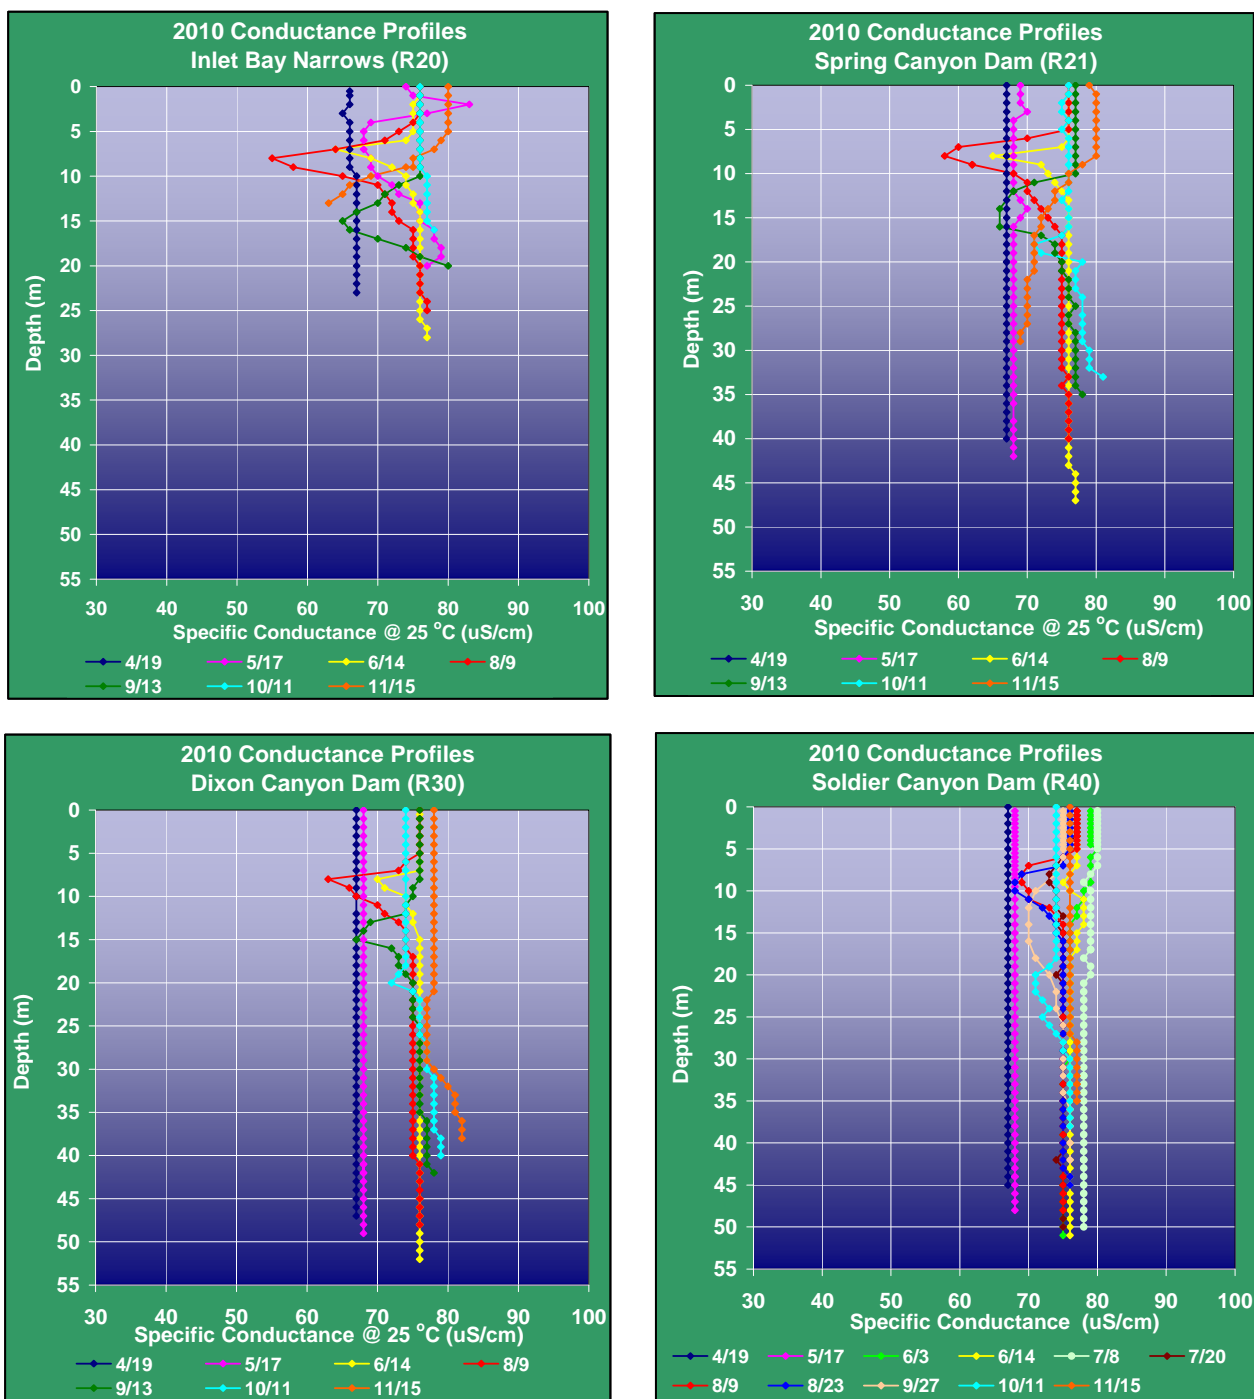 2010 Conductance Profiles
Inlet Bay Narrows (R20)
0
5
10
15
20
25
30
35
40
45
50
55
Depth (m)
30 40 50 60 70 80 90 100
Specific Conductance @ 25 °C (uS/cm)
4/19 5/17 6/14 8/9
9/13 10/11 11/15
2010 Conductance Profiles
Spring Canyon Dam (R21)
0
5
10
15
20
25
30
35
40
45
50
55
Depth (m)
30 40 50 60 70 80 90 100
Specific Conductance @ 25 °C (uS/cm)
4/19 5/17 6/14 8/9
9/13 10/11 11/15
2010 Conductance Profiles
Dixon Canyon Dam (R30)
0
5
10
15
20
25
30
35
40
45
50
55
Depth (m)
30 40 50 60 70 80 90 100
Specific Conductance @ 25 °C (uS/cm)
4/19 5/17 6/14 8/9
9/13 10/11 11/15
2010 Conductance Profiles
Soldier Canyon Dam (R40)
0
5
10
15
20
25
30
35
40
45
50
55
Depth (m)
30 40 50 60 70 80 90 100
Specific Conductance (uS/cm)
4/19 5/17 6/3 6/14 7/8 7/20
8/9 8/23 9/27 10/11 11/15